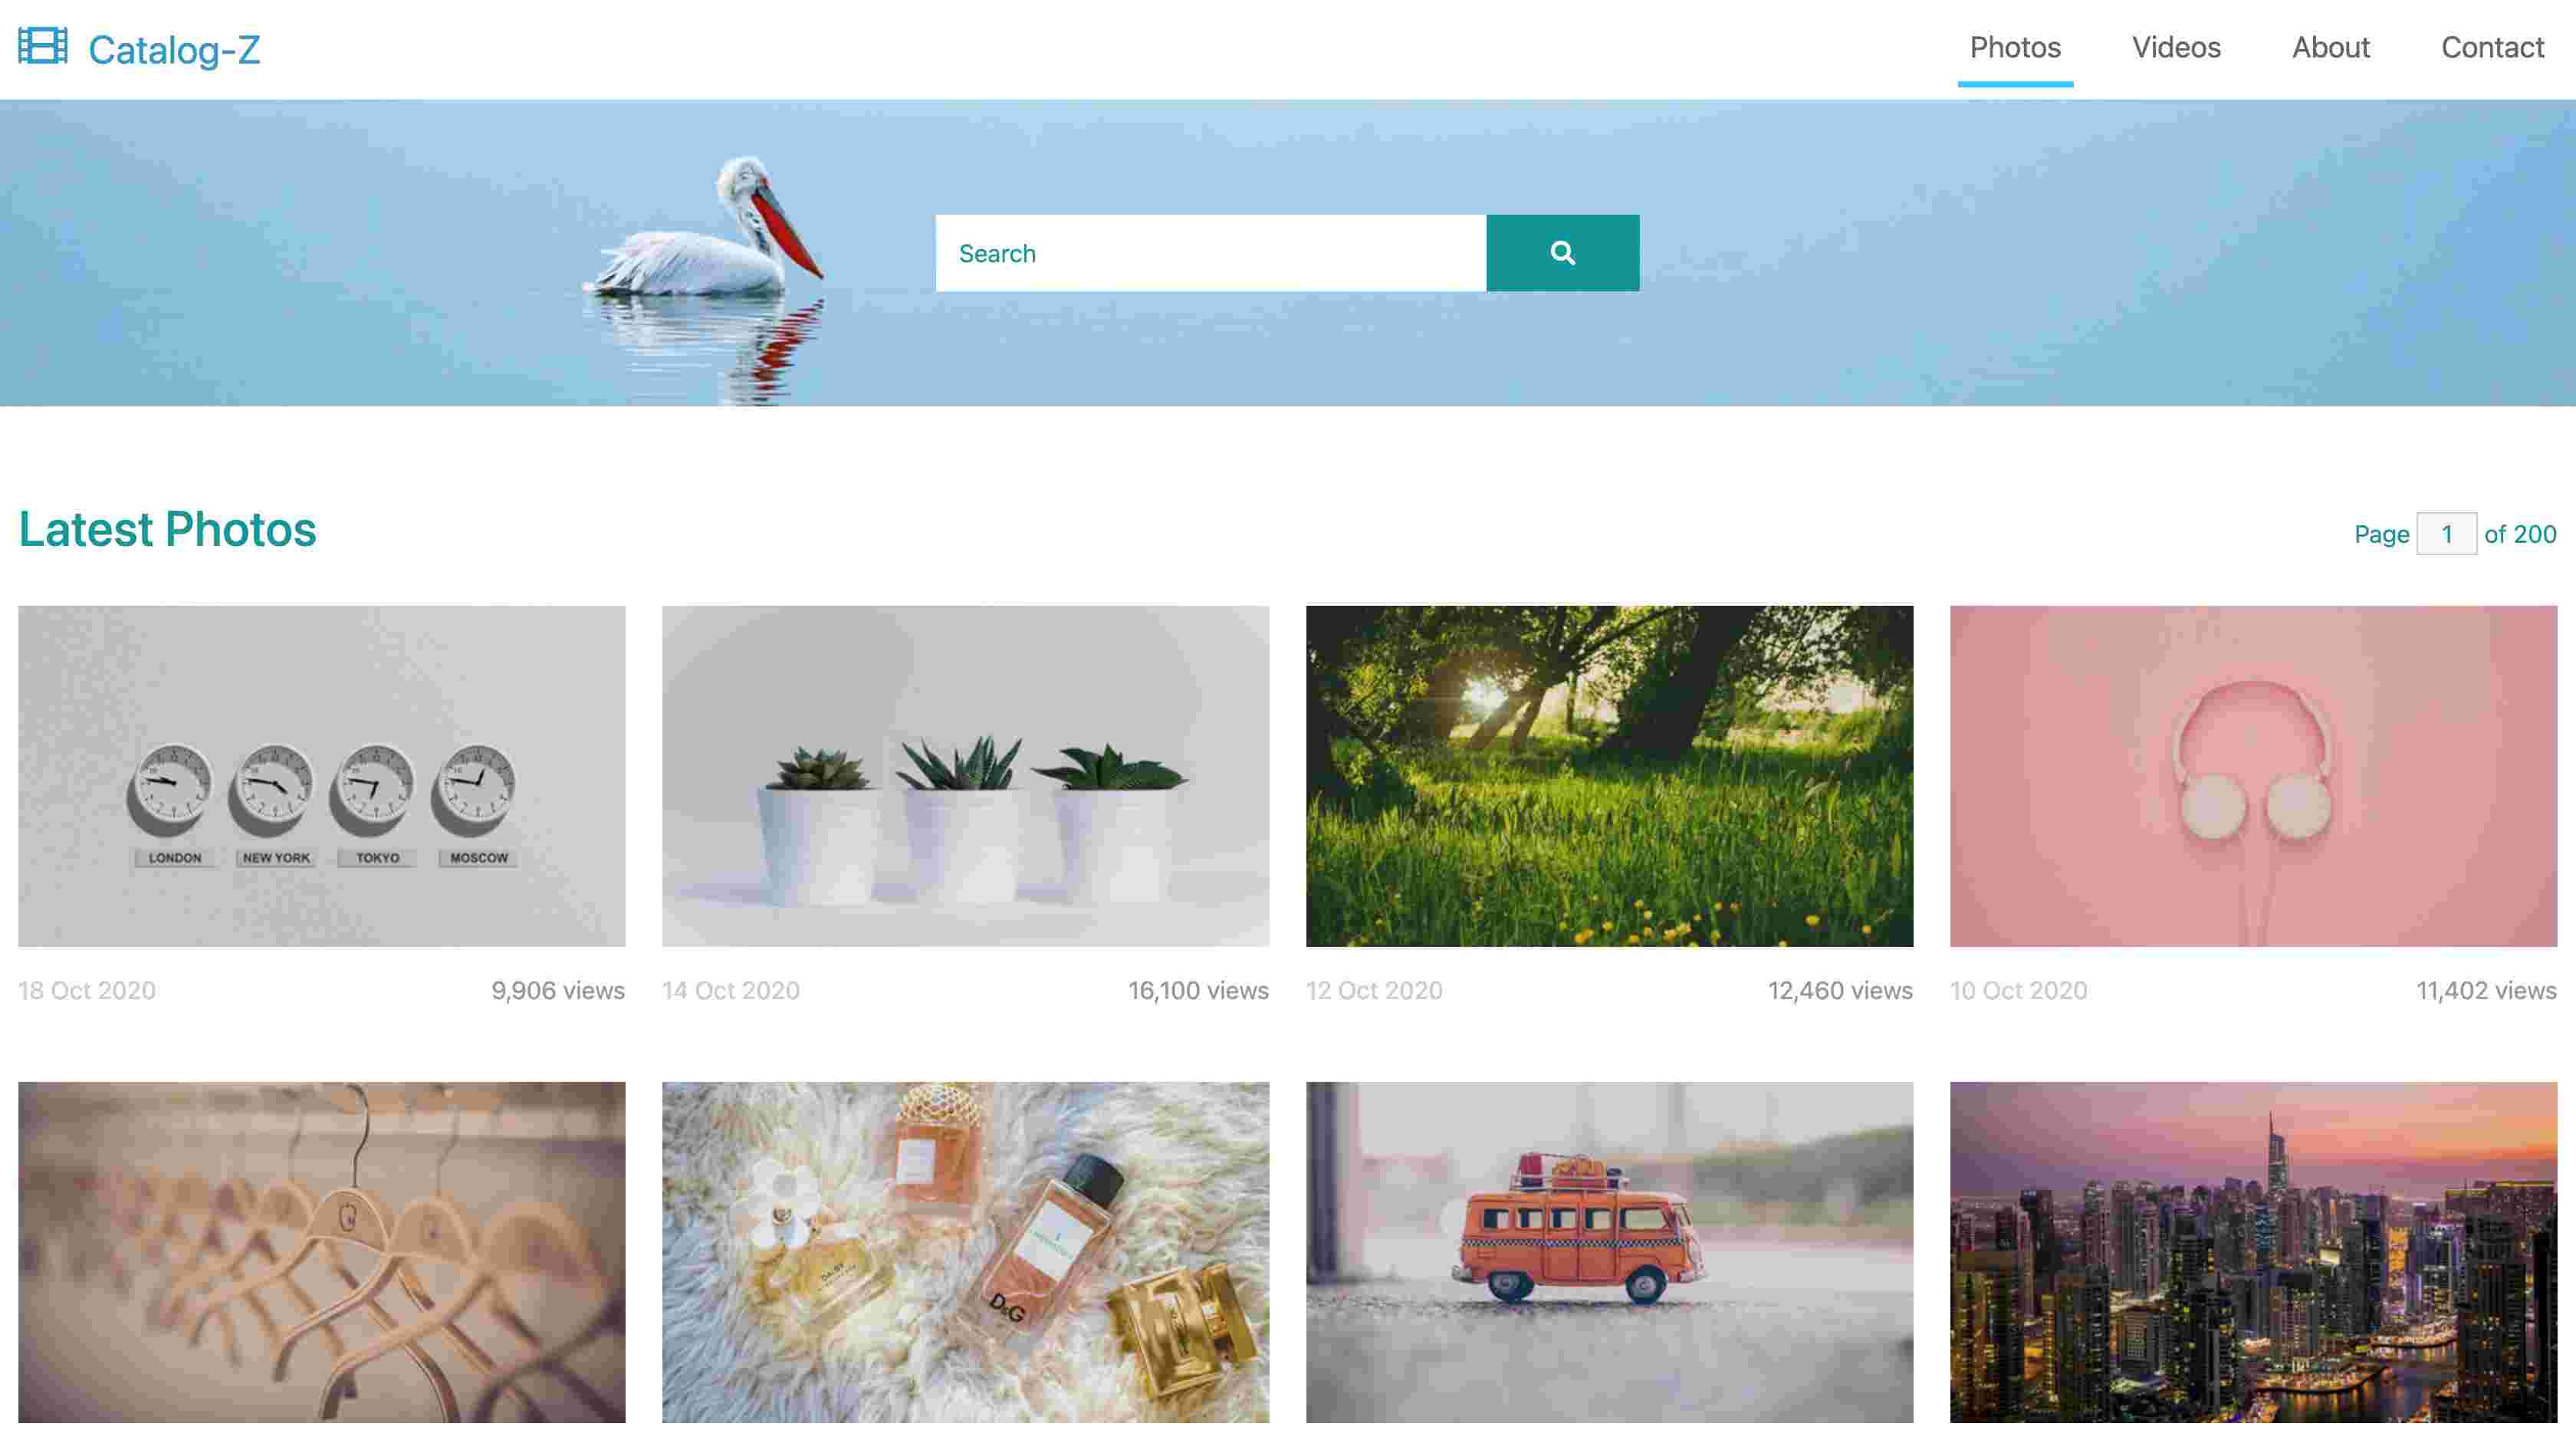 Catalog-Z
Photos
Videos
About
Contact
Search
Latest Photos
Page 1 of 200
LONDON
NEW YORK
TOKYO
MOSCOW
18 Oct 2020
9,906 views
14 Oct 2020
16,100 views
12 Oct 2020
12,460 views
10 Oct 2020
11,402 views
DAISY
D&G